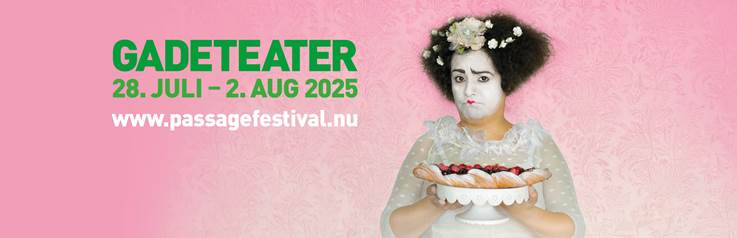 GADETEATER
28. JULI – 2. AUG 2025
www.passagefestival.nu